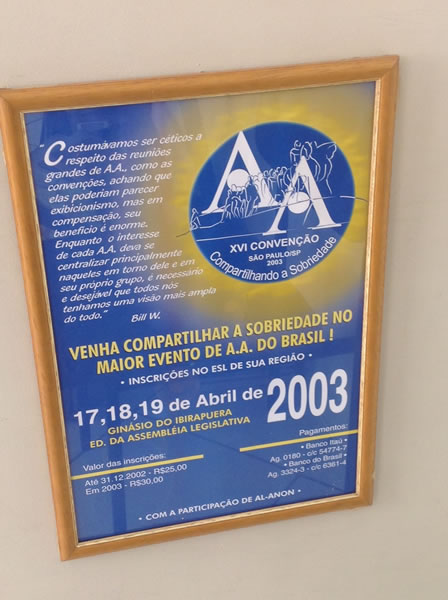 "Costumávamos ser céticos a
respeito das reuniões
grandes de A.A., como as
convenções, achando que
elas poderiam parecer
exibicionismo, mas em
compensação, seu
benefício é enorme.
Enquanto o interesse
de cada A.A. deva se
centralizar principalmente
naqueles em torno dele e em
seu próprio grupo, é necessário
e desejável que todos nós
tenhamos uma visão mais ampla
do todo."
Bill W.
AA
XVI CONVENÇÃO
SÃO PAULO/SP
2003
Compartilhando a Sobriedade
VENHA COMPARTILHAR A SOBRIEDADE NO
MAIOR EVENTO DE A.A. DO BRASIL !
• INSCRIÇÕES NO ESL DE SUA REGIÃO •
17,18,19 de Abril de 2003
GINÁSIO DO IBIRAPUERA
ED. DA ASSEMBLÉIA LEGISLATIVA
Valor das inscrições:
Até 31.12.2002 - R$25,00
Em 2003 - R$30,00
Pagamentos:
• Banco Itaú •
Ag. 0180 - c/c 54774-7
• Banco do Brasil •
Ag. 3324-3 - c/c 6361-4
• COM A PARTICIPAÇÃO DE AL-ANON •